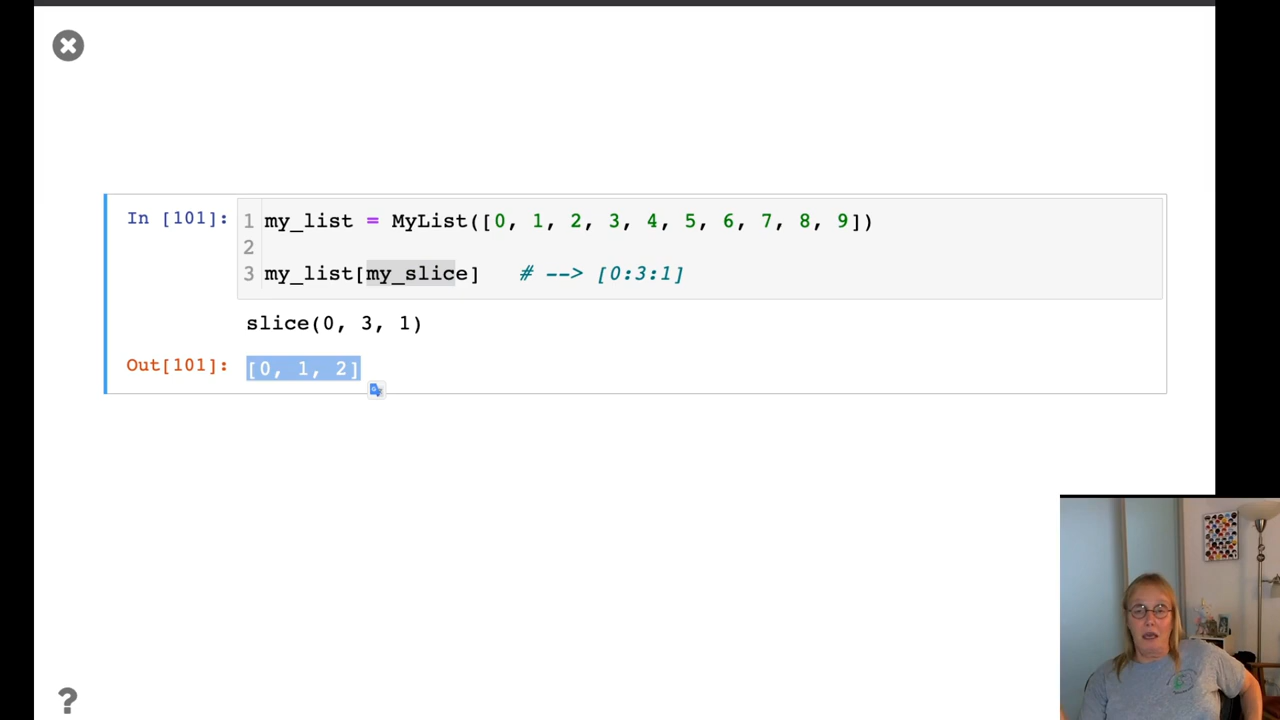 In [101]:
1 my_list = MyList([0, 1, 2, 3, 4, 5, 6, 7, 8, 9])
2
3 my_list[my_slice] # --> [0:3:1]
slice(0, 3, 1)
Out[101]: [0, 1, 2]
?